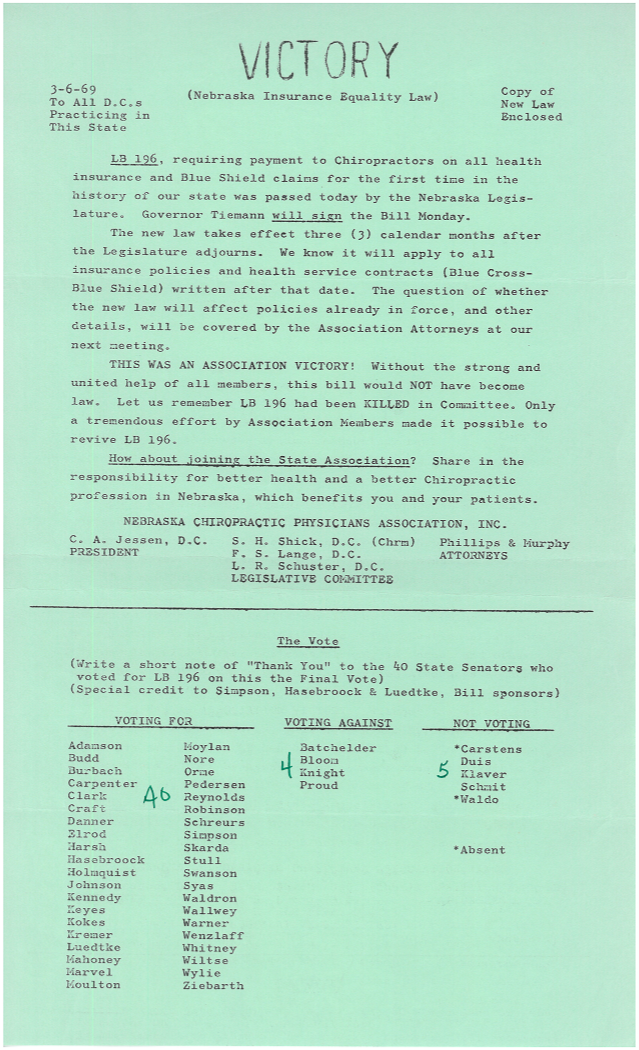 VICTORY
3-6-69
To All D.C.s
Practicing in
This State
(Nebraska Insurance Equality Law)
Copy of
New Law
Enclosed
LB 196, requiring payment to Chiropractors on all health
insurance and Blue Shield claims for the first time in the
history of our state was passed today by the Nebraska Legis-
lature. Governor Tiemann will sign the Bill Monday.
The new law takes effect three (3) calendar months after
the Legislature adjourns. We know it will apply to all
insurance policies and health service contracts (Blue Cross-
Blue Shield) written after that date. The question of whether
the new law will affect policies already in force, and other
details, will be covered by the Association Attorneys at our
next meeting.
THIS WAS AN ASSOCIATION VICTORY! Without the strong and
united help of all members, this bill would NOT have become
law. Let us remember LB 196 had been KILLED in Committee. Only
a tremendous effort by Association Members made it possible to
revive LB 196.
How about joining the State Association? Share in the
responsibility for better health and a better Chiropractic
profession in Nebraska, which benefits you and your patients.
NEBRASKA CHIROPRACTIC PHYSICIANS ASSOCIATION, INC.
C. A. Jessen, D.C.
PRESIDENT
S. H. Shick, D.C. (Chrm)
F. S. Lange, D.C.
L. R. Schuster, D.C.
LEGISLATIVE COMMITTEE
Phillips & Murphy
ATTORNEYS
The Vote
(Write a short note of "Thank You" to the 40 State Senators who
voted for LB 196 on this the Final Vote)
(Special credit to Simpson, Hasebroock & Luedtke, Bill sponsors)
VOTING FOR
Adamson
Budd
Burbach
Carpenter
Clark
Craft
Danner
Elrod
Harsh
Hasebroock
Holmquist
Johnson
Kennedy
Keyes
Kokes
Kremer
Luedtke
Mahoney
Marvel
Moulton
40
Moylan
Nore
Orme
Pedersen
Reynolds
Robinson
Schreurs
Simpson
Skarda
Stull
Swanson
Syas
Waldron
Wallwey
Warner
Wenzlaff
Whitney
Wiltse
Wylie
Ziebarth
VOTING AGAINST
4
Batchelder
Bloom
Knight
Proud
NOT VOTING
5
*Carstens
Duis
Klaver
Schmit
*Waldo
*Absent